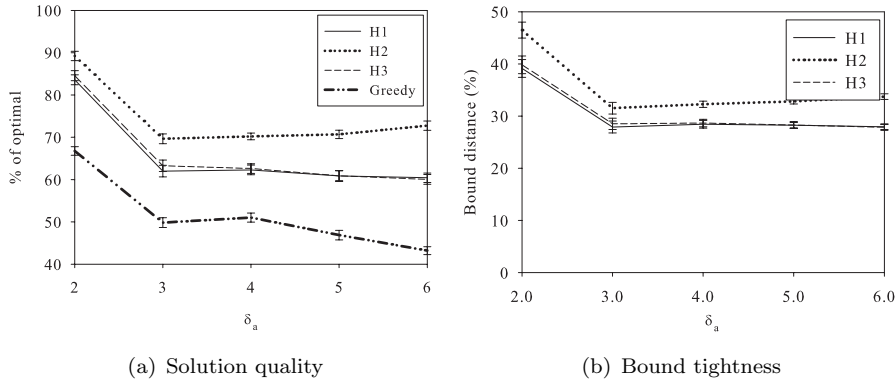 100
90
80
70
60
50
40
% of optimal
2
3
4
5
6
δa
H1
H2
H3
Greedy
(a) Solution quality
50
40
30
20
10
0
Bound distance (%)
2.0
3.0
4.0
5.0
6.0
δa
H1
H2
H3
(b) Bound tightness